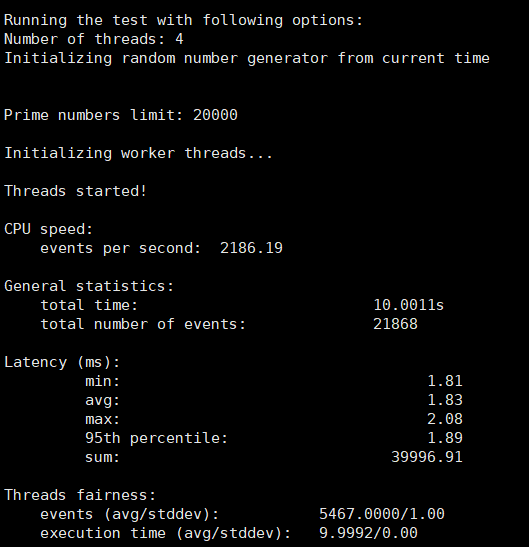 Running the test with following options:
Number of threads: 4
Initializing random number generator from current time
Prime numbers limit: 20000
Initializing worker threads...
Threads started!
CPU speed:
events per second: 2186.19
General statistics:
total time: 10.0011s
total number of events: 21868
Latency (ms):
min: 1.81
avg: 1.83
max: 2.08
95th percentile: 1.89
sum: 39996.91
Threads fairness:
events (avg/stddev): 5467.0000/1.00
execution time (avg/stddev): 9.9992/0.00